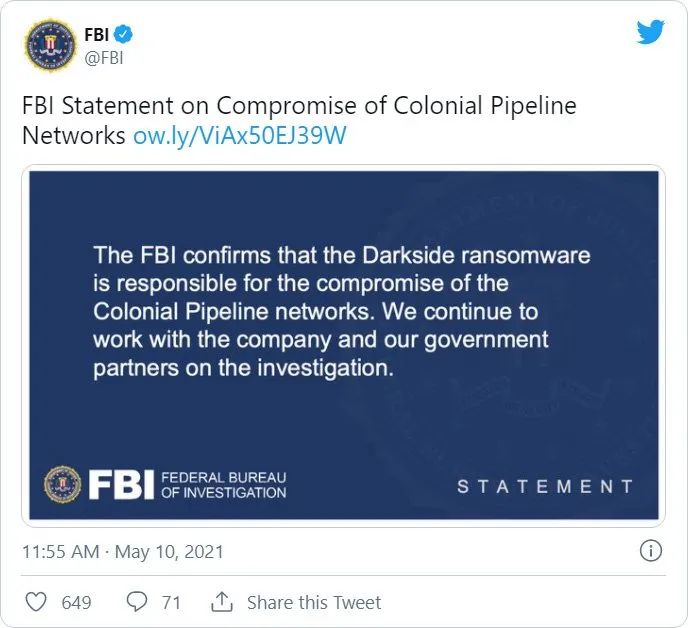 FBI
@FBI
FBI Statement on Compromise of Colonial Pipeline
Networks ow.ly/ViAx50EJ39W
The FBI confirms that the Darkside ransomware
is responsible for the compromise of the
Colonial Pipeline networks. We continue to
work with the company and our government
partners on the investigation.
FBI FEDERAL BUREAU
OF INVESTIGATION
STATEMENT
11:55 AM · May 10, 2021
649 71 Share this Tweet